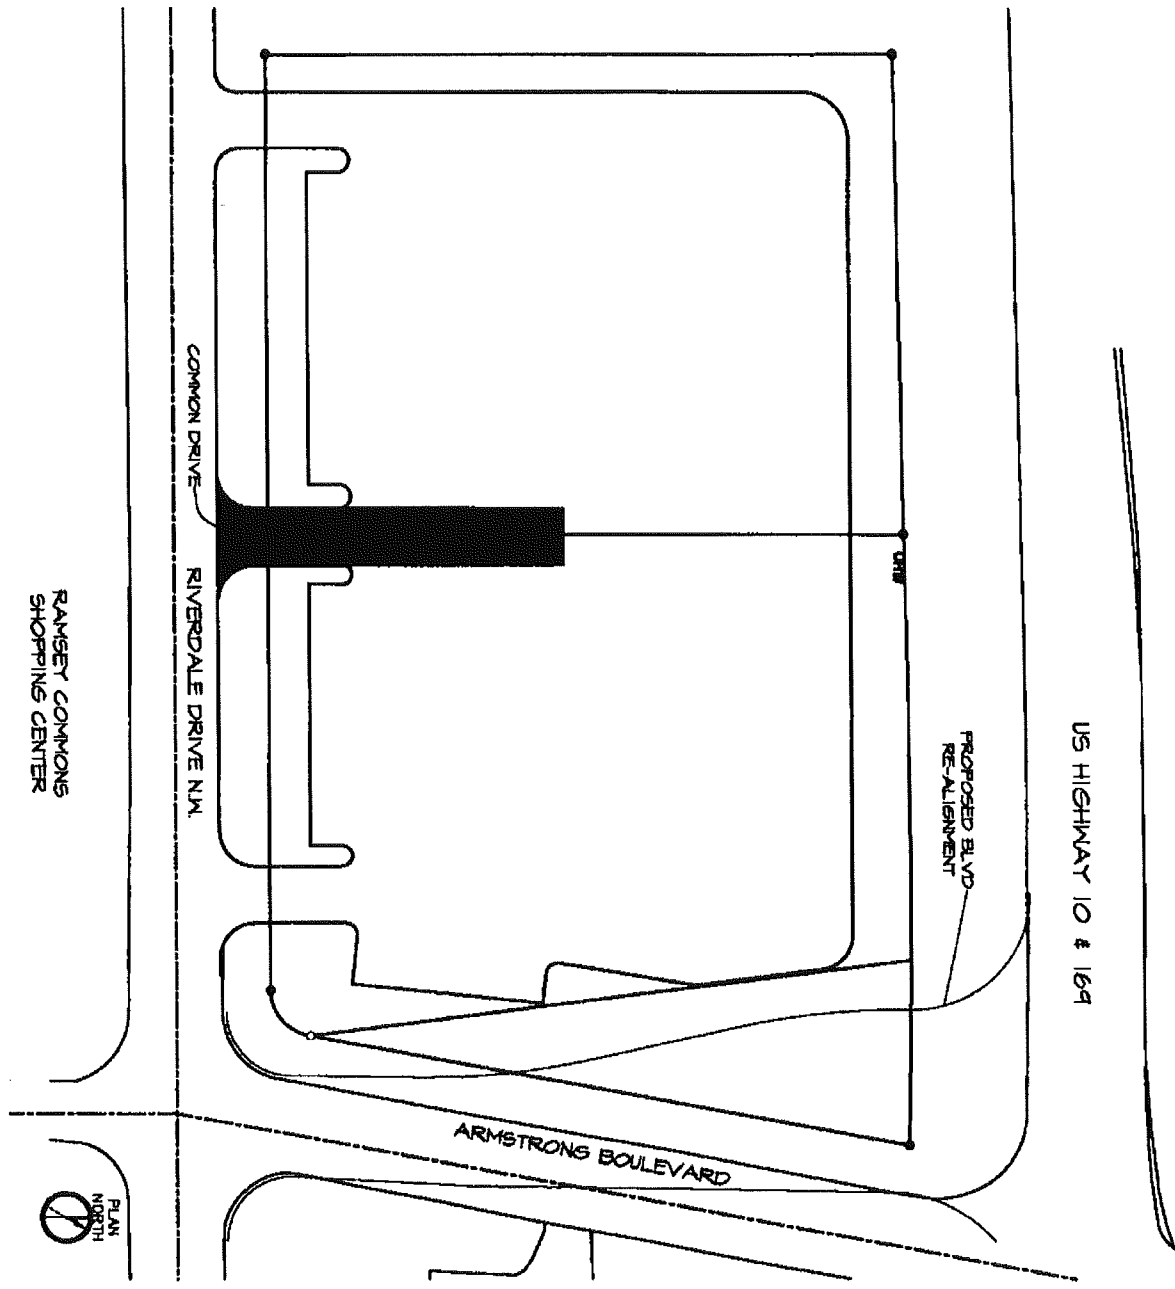 US HIGHWAY 10 & 169
PROPOSED BLVD
RE-ALIGNMENT
COMMON DRIVE
RIVERDALE DRIVE N.W.
RAMSEY COMMONS
SHOPPING CENTER
ARMSTRONG BOULEVARD
PLAN
NORTH